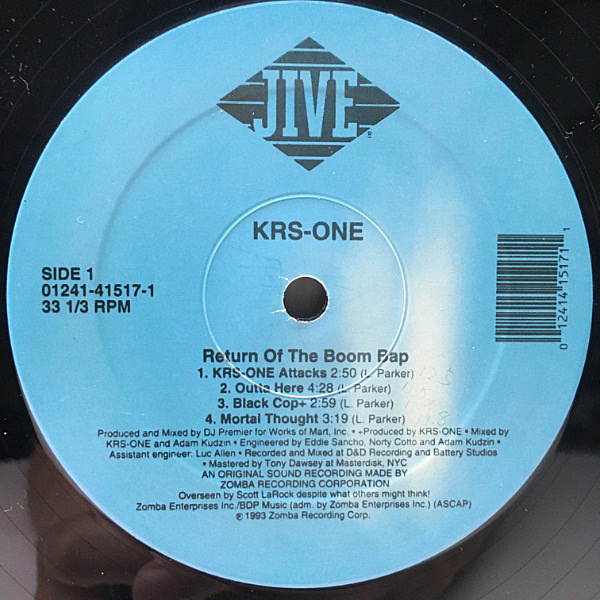 JIVE
®
KRS-ONE
SIDE 1
01241-41517-1
33 1/3 RPM
0 12414 15171 1
Return Of The Boom Bap
1. KRS-ONE Attacks 2:50 (L. Parker)
2. Outta Here 4:28 (L. Parker)
3. Black Cop+ 2:59 (L. Parker)
4. Mortal Thought 3:19 (L. Parker)
Produced and Mixed by DJ Premier for Works of Mart, Inc. • +Produced by KRS-ONE • Mixed by
KRS-ONE and Adam Kudzin • Engineered by Eddie Sancho, Norty Cotto and Adam Kudzin •
Assistant engineer: Luc Allen • Recorded and Mixed at D&D Recording and Battery Studios
• Mastered by Tony Dawsey at Masterdisk, NYC
AN ORIGINAL SOUND RECORDING MADE BY
ZOMBA RECORDING CORPORATION
Overseen by Scott LaRock despite what others might think!
Zomba Enterprises Inc./BDP Music (adm. by Zomba Enterprises Inc.) (ASCAP)
℗ 1993 Zomba Recording Corp.